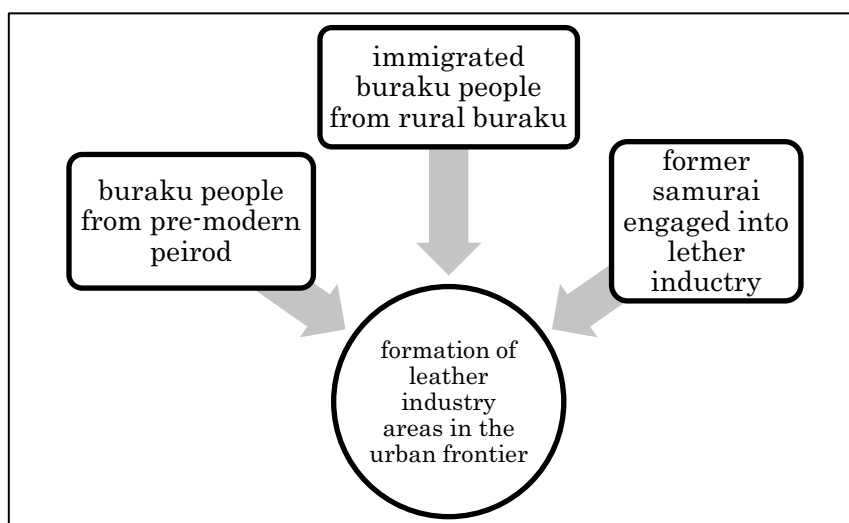 immigrated
buraku people
from rural buraku
buraku people
from pre-modern
peirod
former
samurai
engaged into
lether
inductry
formation of
leather
industry
areas in the
urban frontier